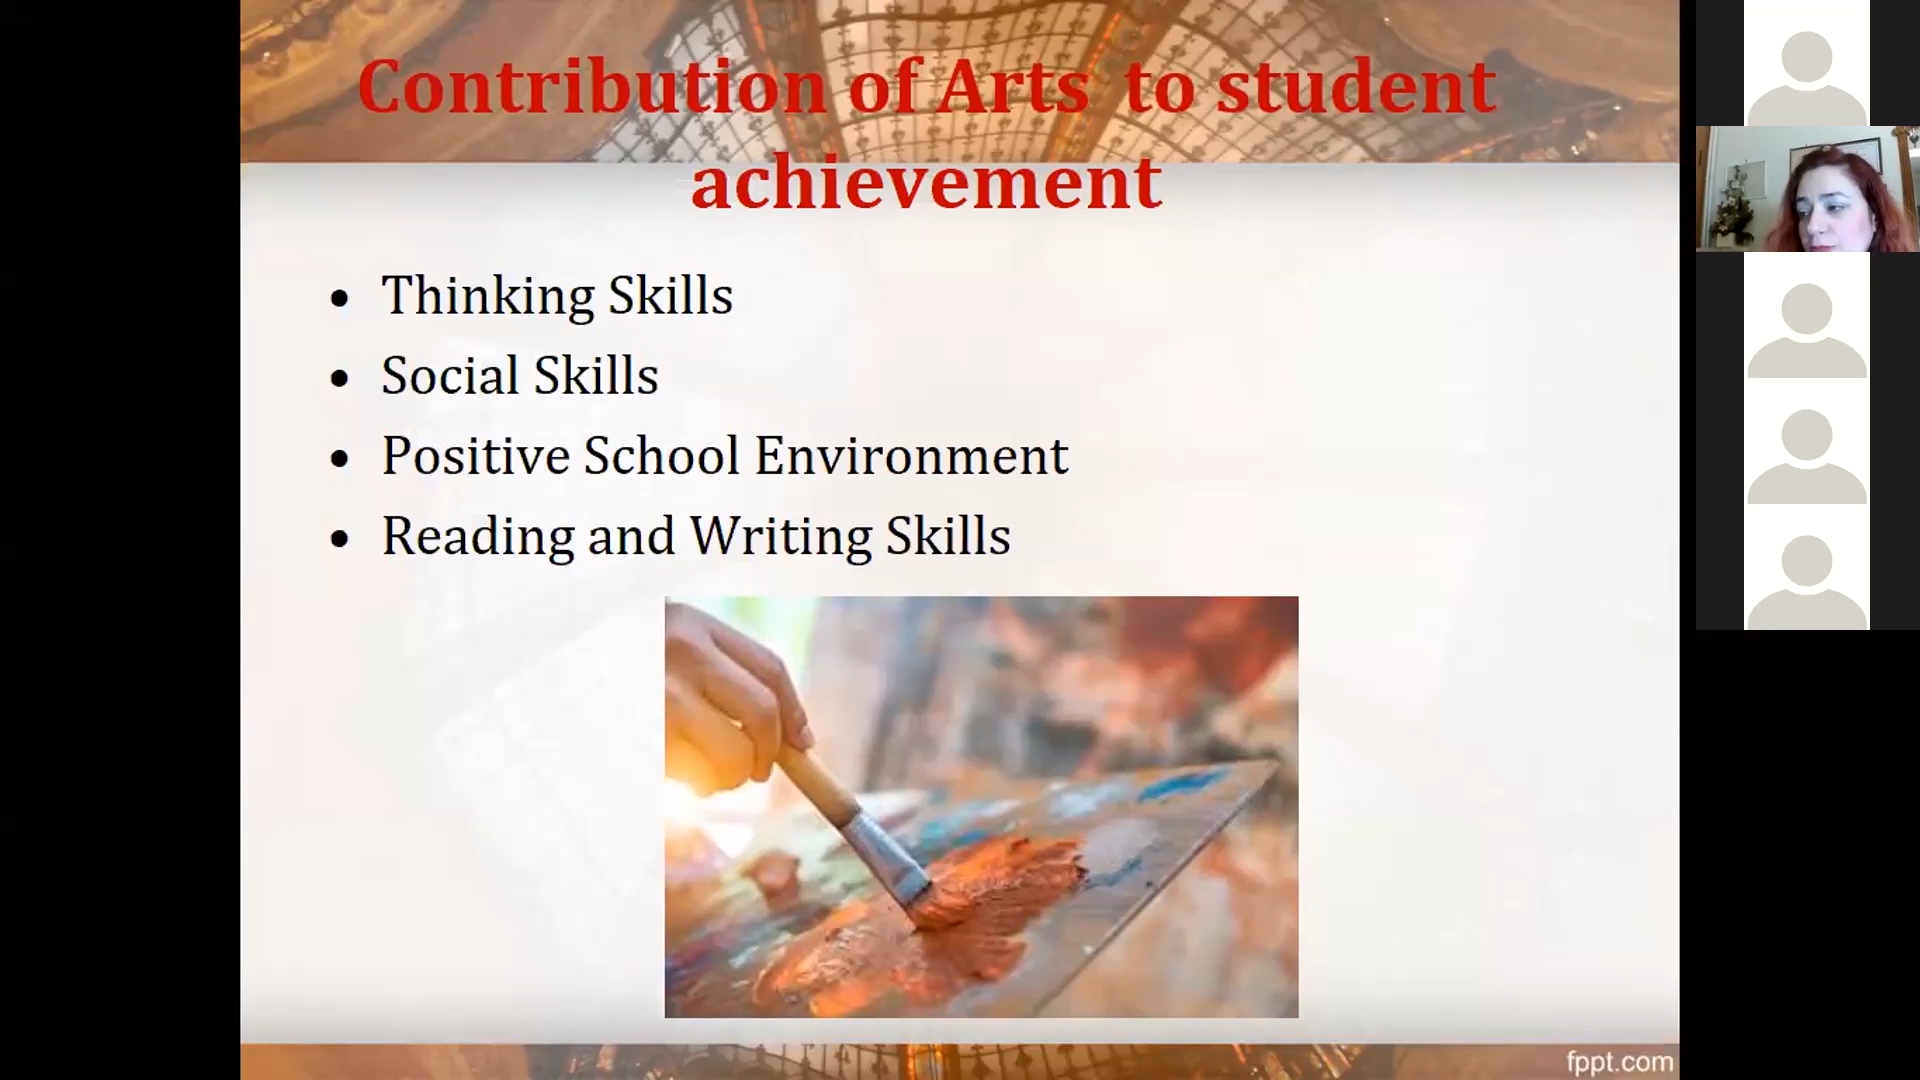 Contribution of Arts to student
achievement
• Thinking Skills
• Social Skills
• Positive School Environment
• Reading and Writing Skills
fppt.com